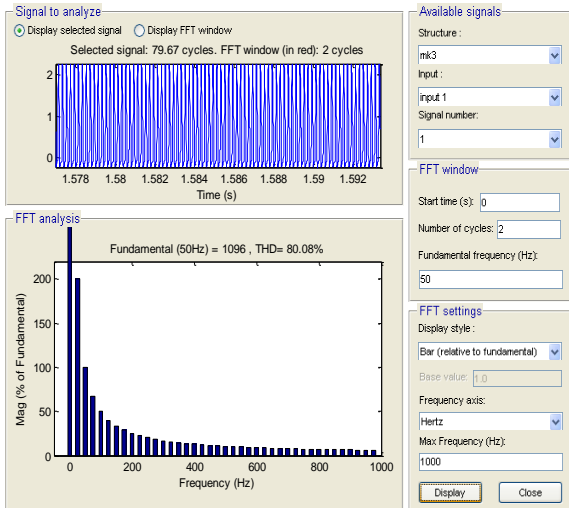 Signal to analyze
Display selected signal Display FFT window
Selected signal: 79.67 cycles. FFT window (in red): 2 cycles
2
1
0
1.578 1.58 1.582 1.584 1.586 1.588 1.59 1.592
Time (s)
FFT analysis
Fundamental (50Hz) = 1096 , THD= 80.08%
Mag (% of Fundamental)
200
150
100
50
0
0 200 400 600 800 1000
Frequency (Hz)
Available signals
Structure :
mk3
Input :
input 1
Signal number:
1
FFT window
Start time (s): 0
Number of cycles: 2
Fundamental frequency (Hz):
50
FFT settings
Display style :
Bar (relative to fundamental)
Base value: 1.0
Frequency axis:
Hertz
Max Frequency (Hz):
1000
Display Close